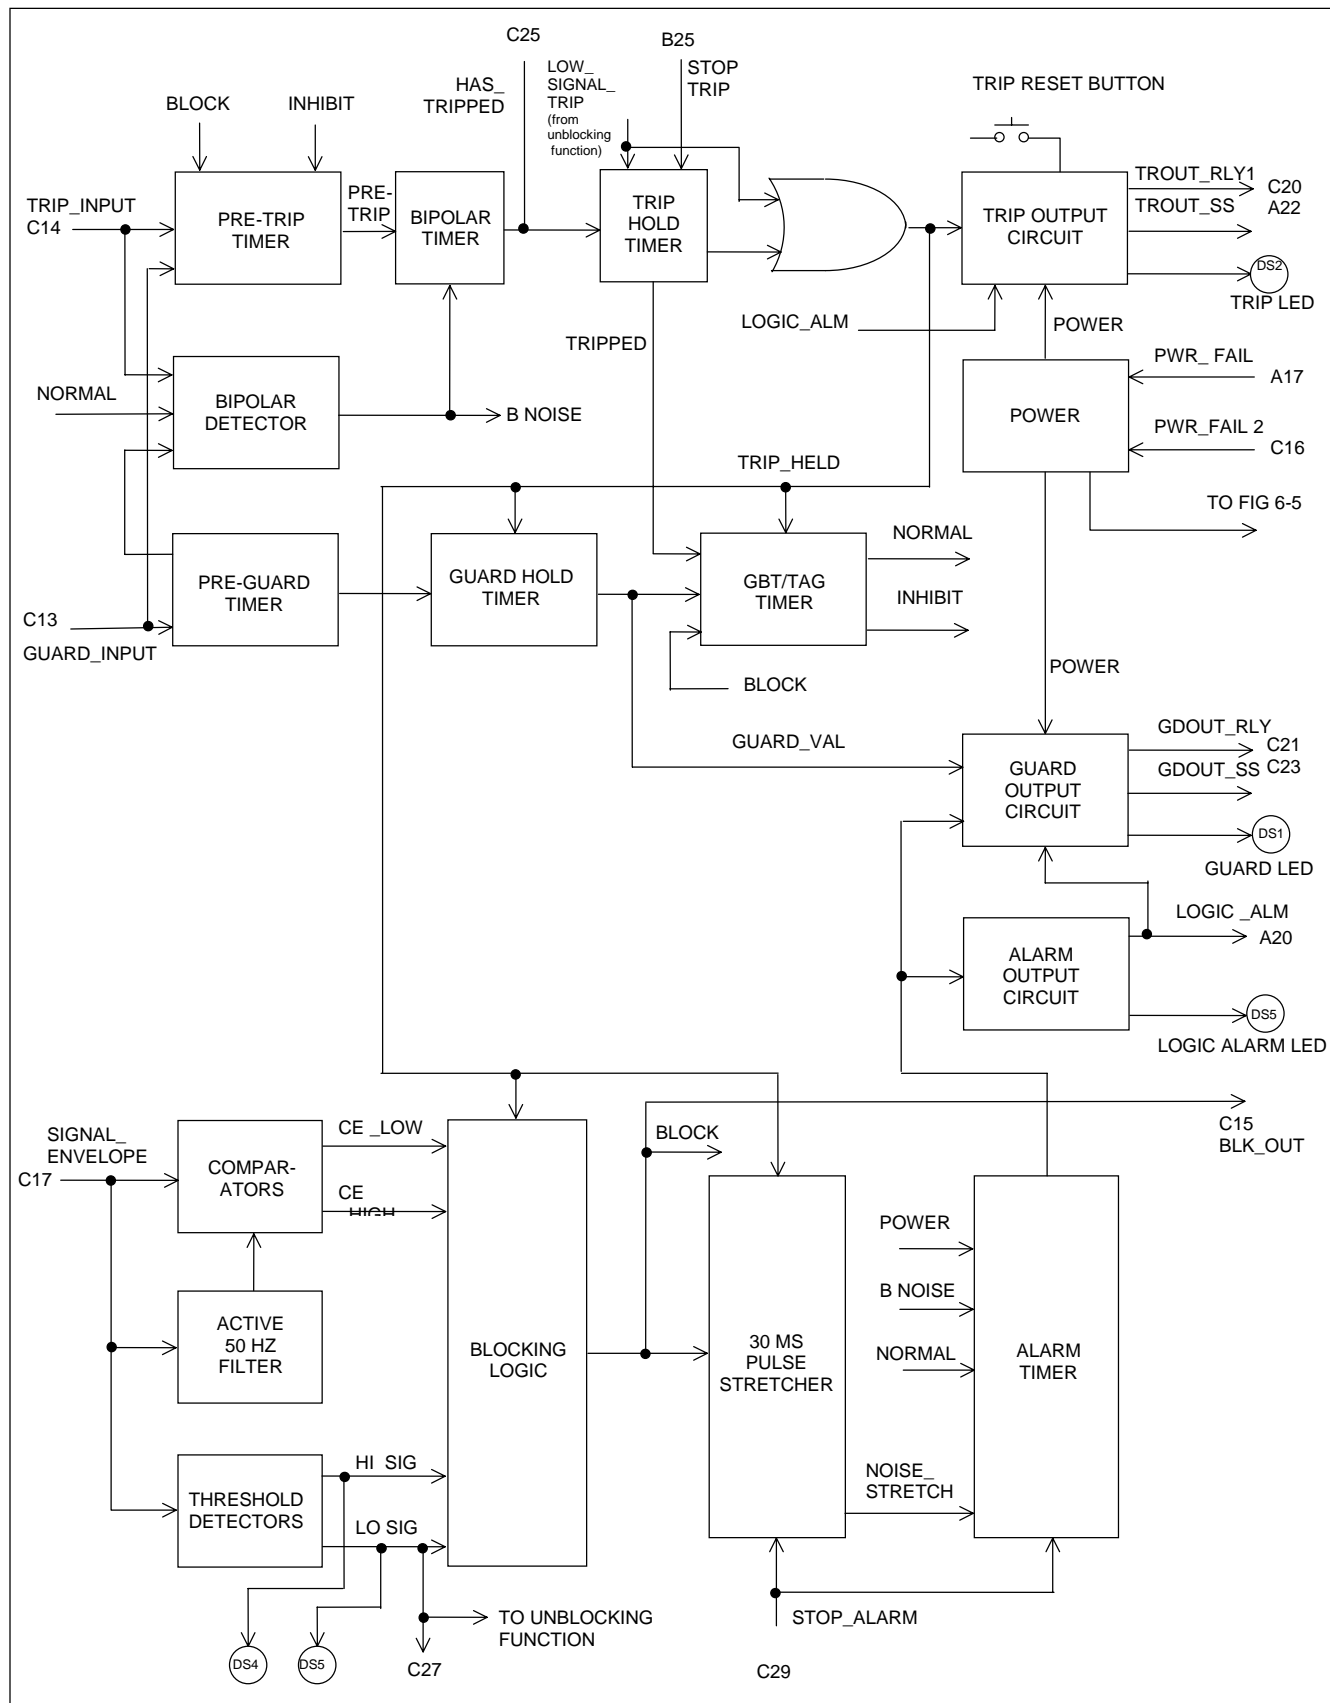 C25
B25
LOW_
SIGNAL_
TRIP
(from
unblocking
function)
STOP
TRIP
HAS_
TRIPPED
TRIP RESET BUTTON
BLOCK
INHIBIT
TRIP_INPUT
C14
PRE-TRIP
TIMER
PRE-
TRIP
BIPOLAR
TIMER
TRIP
HOLD
TIMER
TRIP OUTPUT
CIRCUIT
TROUT_RLY1
C20
TROUT_SS
A22
DS2
TRIP LED
LOGIC_ALM
POWER
TRIPPED
NORMAL
BIPOLAR
DETECTOR
B NOISE
POWER
PWR_ FAIL
A17
PWR_FAIL 2
C16
TRIP_HELD
TO FIG 6-5
PRE-GUARD
TIMER
GUARD HOLD
TIMER
GBT/TAG
TIMER
NORMAL
INHIBIT
C13
GUARD_INPUT
BLOCK
POWER
GUARD_VAL
GUARD
OUTPUT
CIRCUIT
GDOUT_RLY
C21
GDOUT_SS
C23
DS1
GUARD LED
LOGIC _ALM
A20
ALARM
OUTPUT
CIRCUIT
DS5
LOGIC ALARM LED
SIGNAL_
ENVELOPE
C17
COMPAR-
ATORS
CE _LOW
CE
_HIGH
BLOCK
C15
BLK_OUT
ACTIVE
50 HZ
FILTER
BLOCKING
LOGIC
30 MS
PULSE
STRETCHER
POWER
B NOISE
NORMAL
ALARM
TIMER
THRESHOLD
DETECTORS
HI_SIG
LO SIG
NOISE_
STRETCH
TO UNBLOCKING
FUNCTION
STOP_ALARM
DS4
DS5
C27
C29